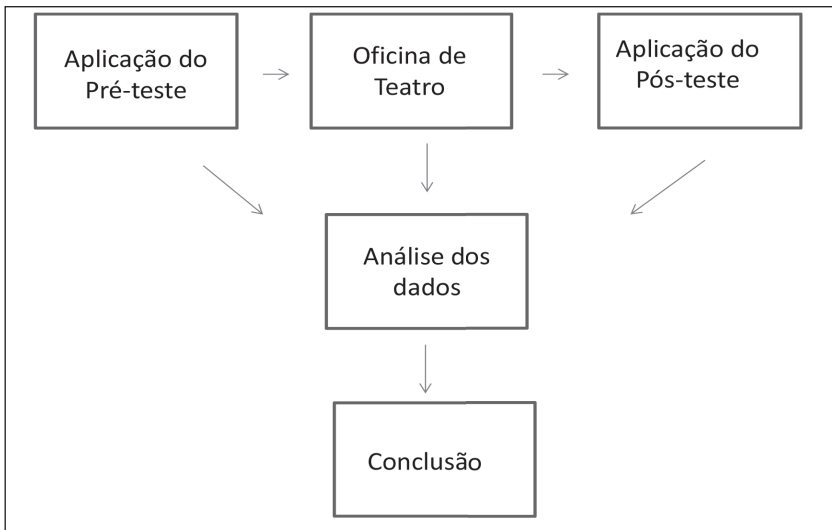 Aplicação do
Pré-teste
Oficina de
Teatro
Aplicação do
Pós-teste
Análise dos
dados
Conclusão